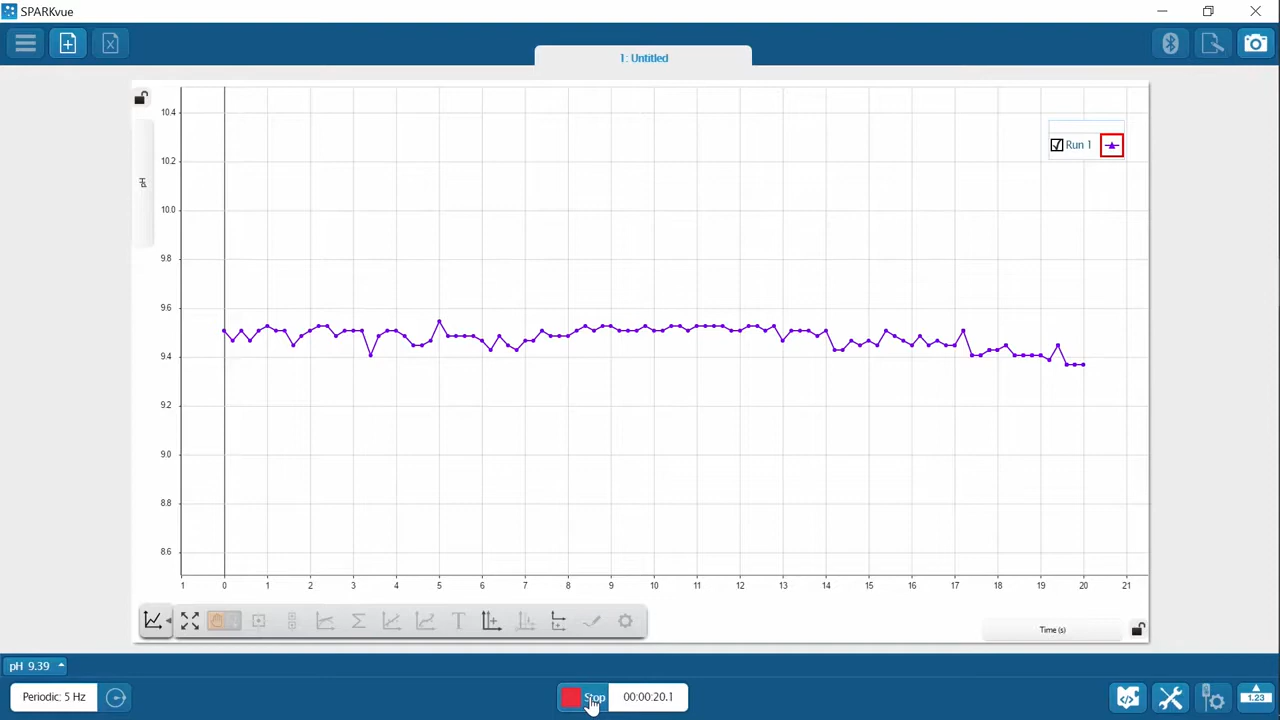 SPARKvue
1: Untitled
10.4
10.2
10.0
9.8
9.6
9.4
9.2
9.0
8.8
8.6
pH
Run 1
1 0 1 2 3 4 5 6 7 8 9 10 11 12 13 14 15 16 17 18 19 20 21
Time (s)
pH 9.39
Periodic: 5 Hz
Stop
00:00:20.1
1.23